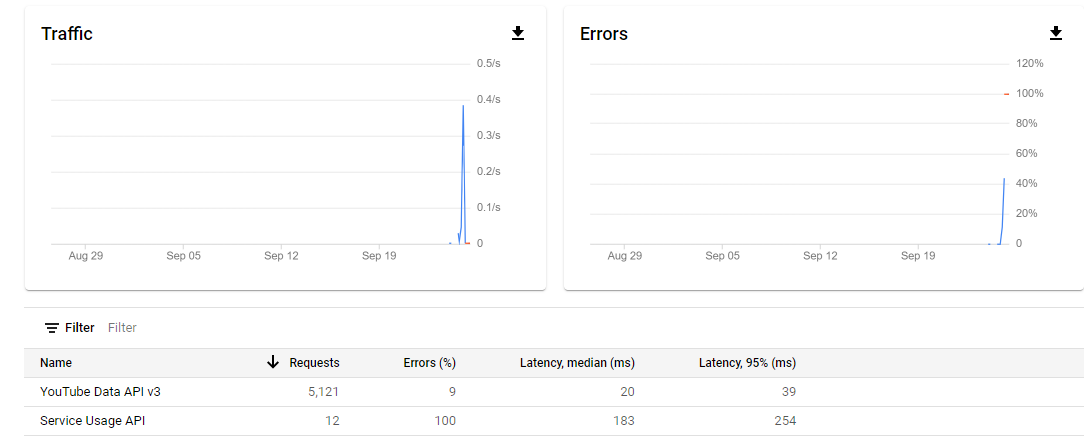 Traffic
0.5/s
0.4/s
0.3/s
0.2/s
0.1/s
0
Aug 29 Sep 05 Sep 12 Sep 19
Errors
120%
100%
80%
60%
40%
20%
0
Aug 29 Sep 05 Sep 12 Sep 19
Filter Filter
Name Requests Errors (%) Latency, median (ms) Latency, 95% (ms)
YouTube Data API v3 5,121 9 20 39
Service Usage API 12 100 183 254